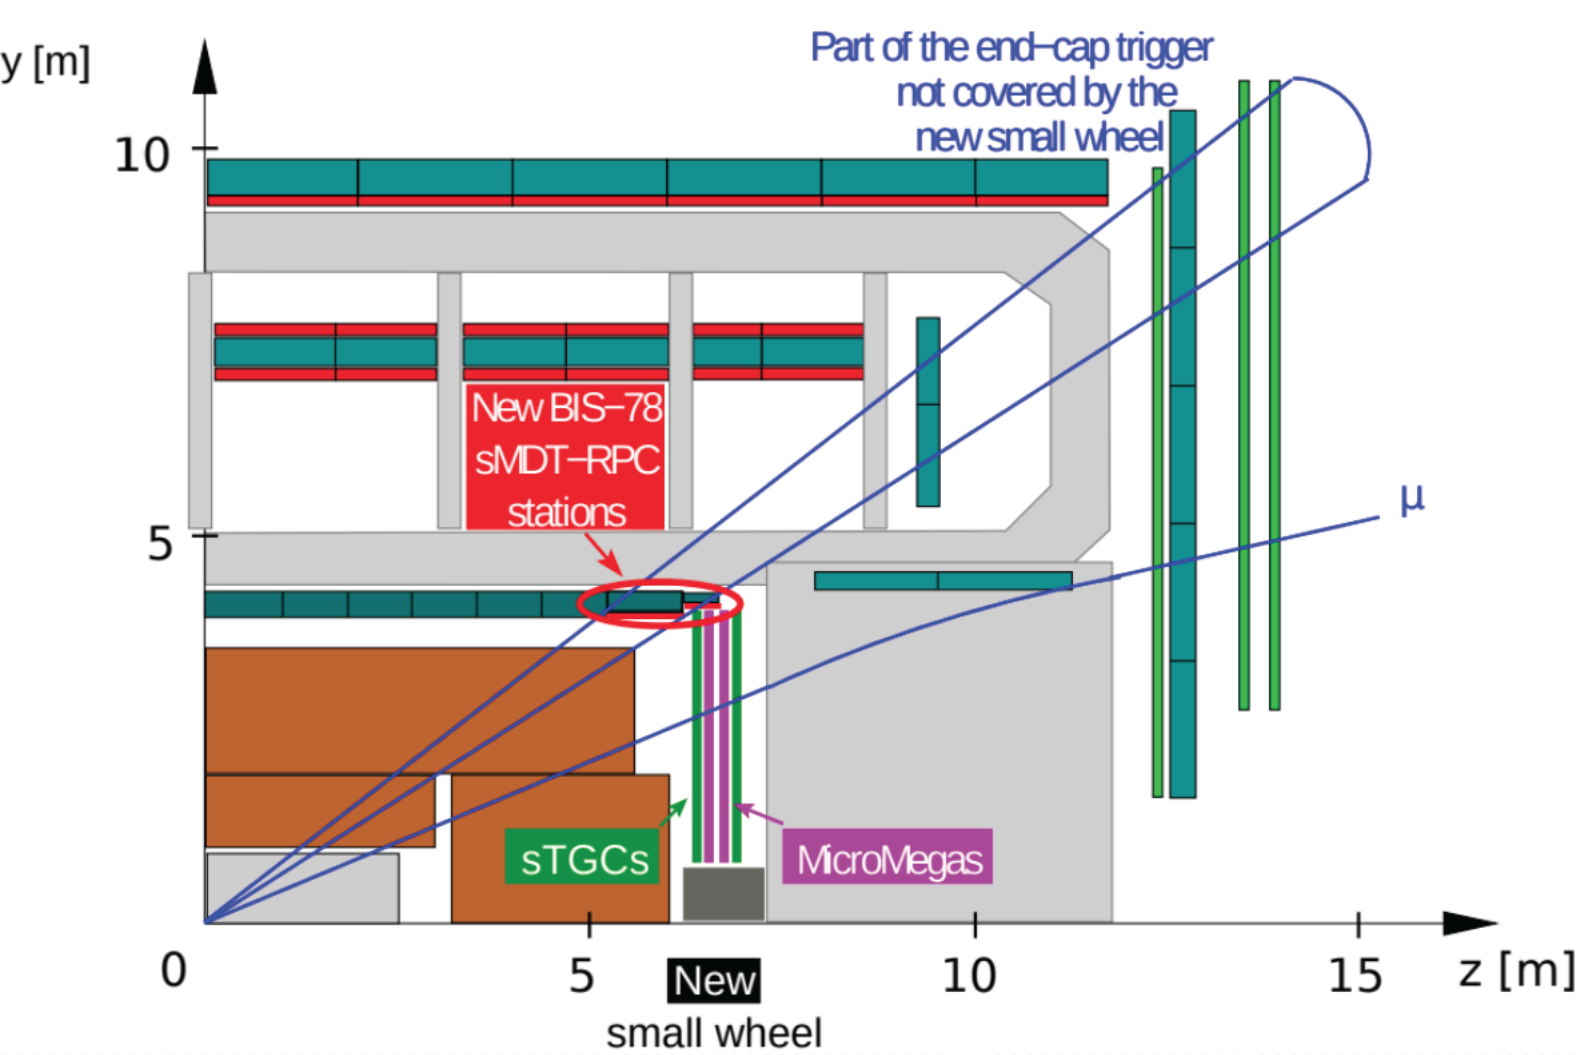 y [m]
Part of the end−cap trigger
not covered by the
new small wheel
10
New BIS−78
sMDT−RPC
stations
5
μ
sTGCs
MicroMegas
0
5
10
15
z [m]
New
small wheel